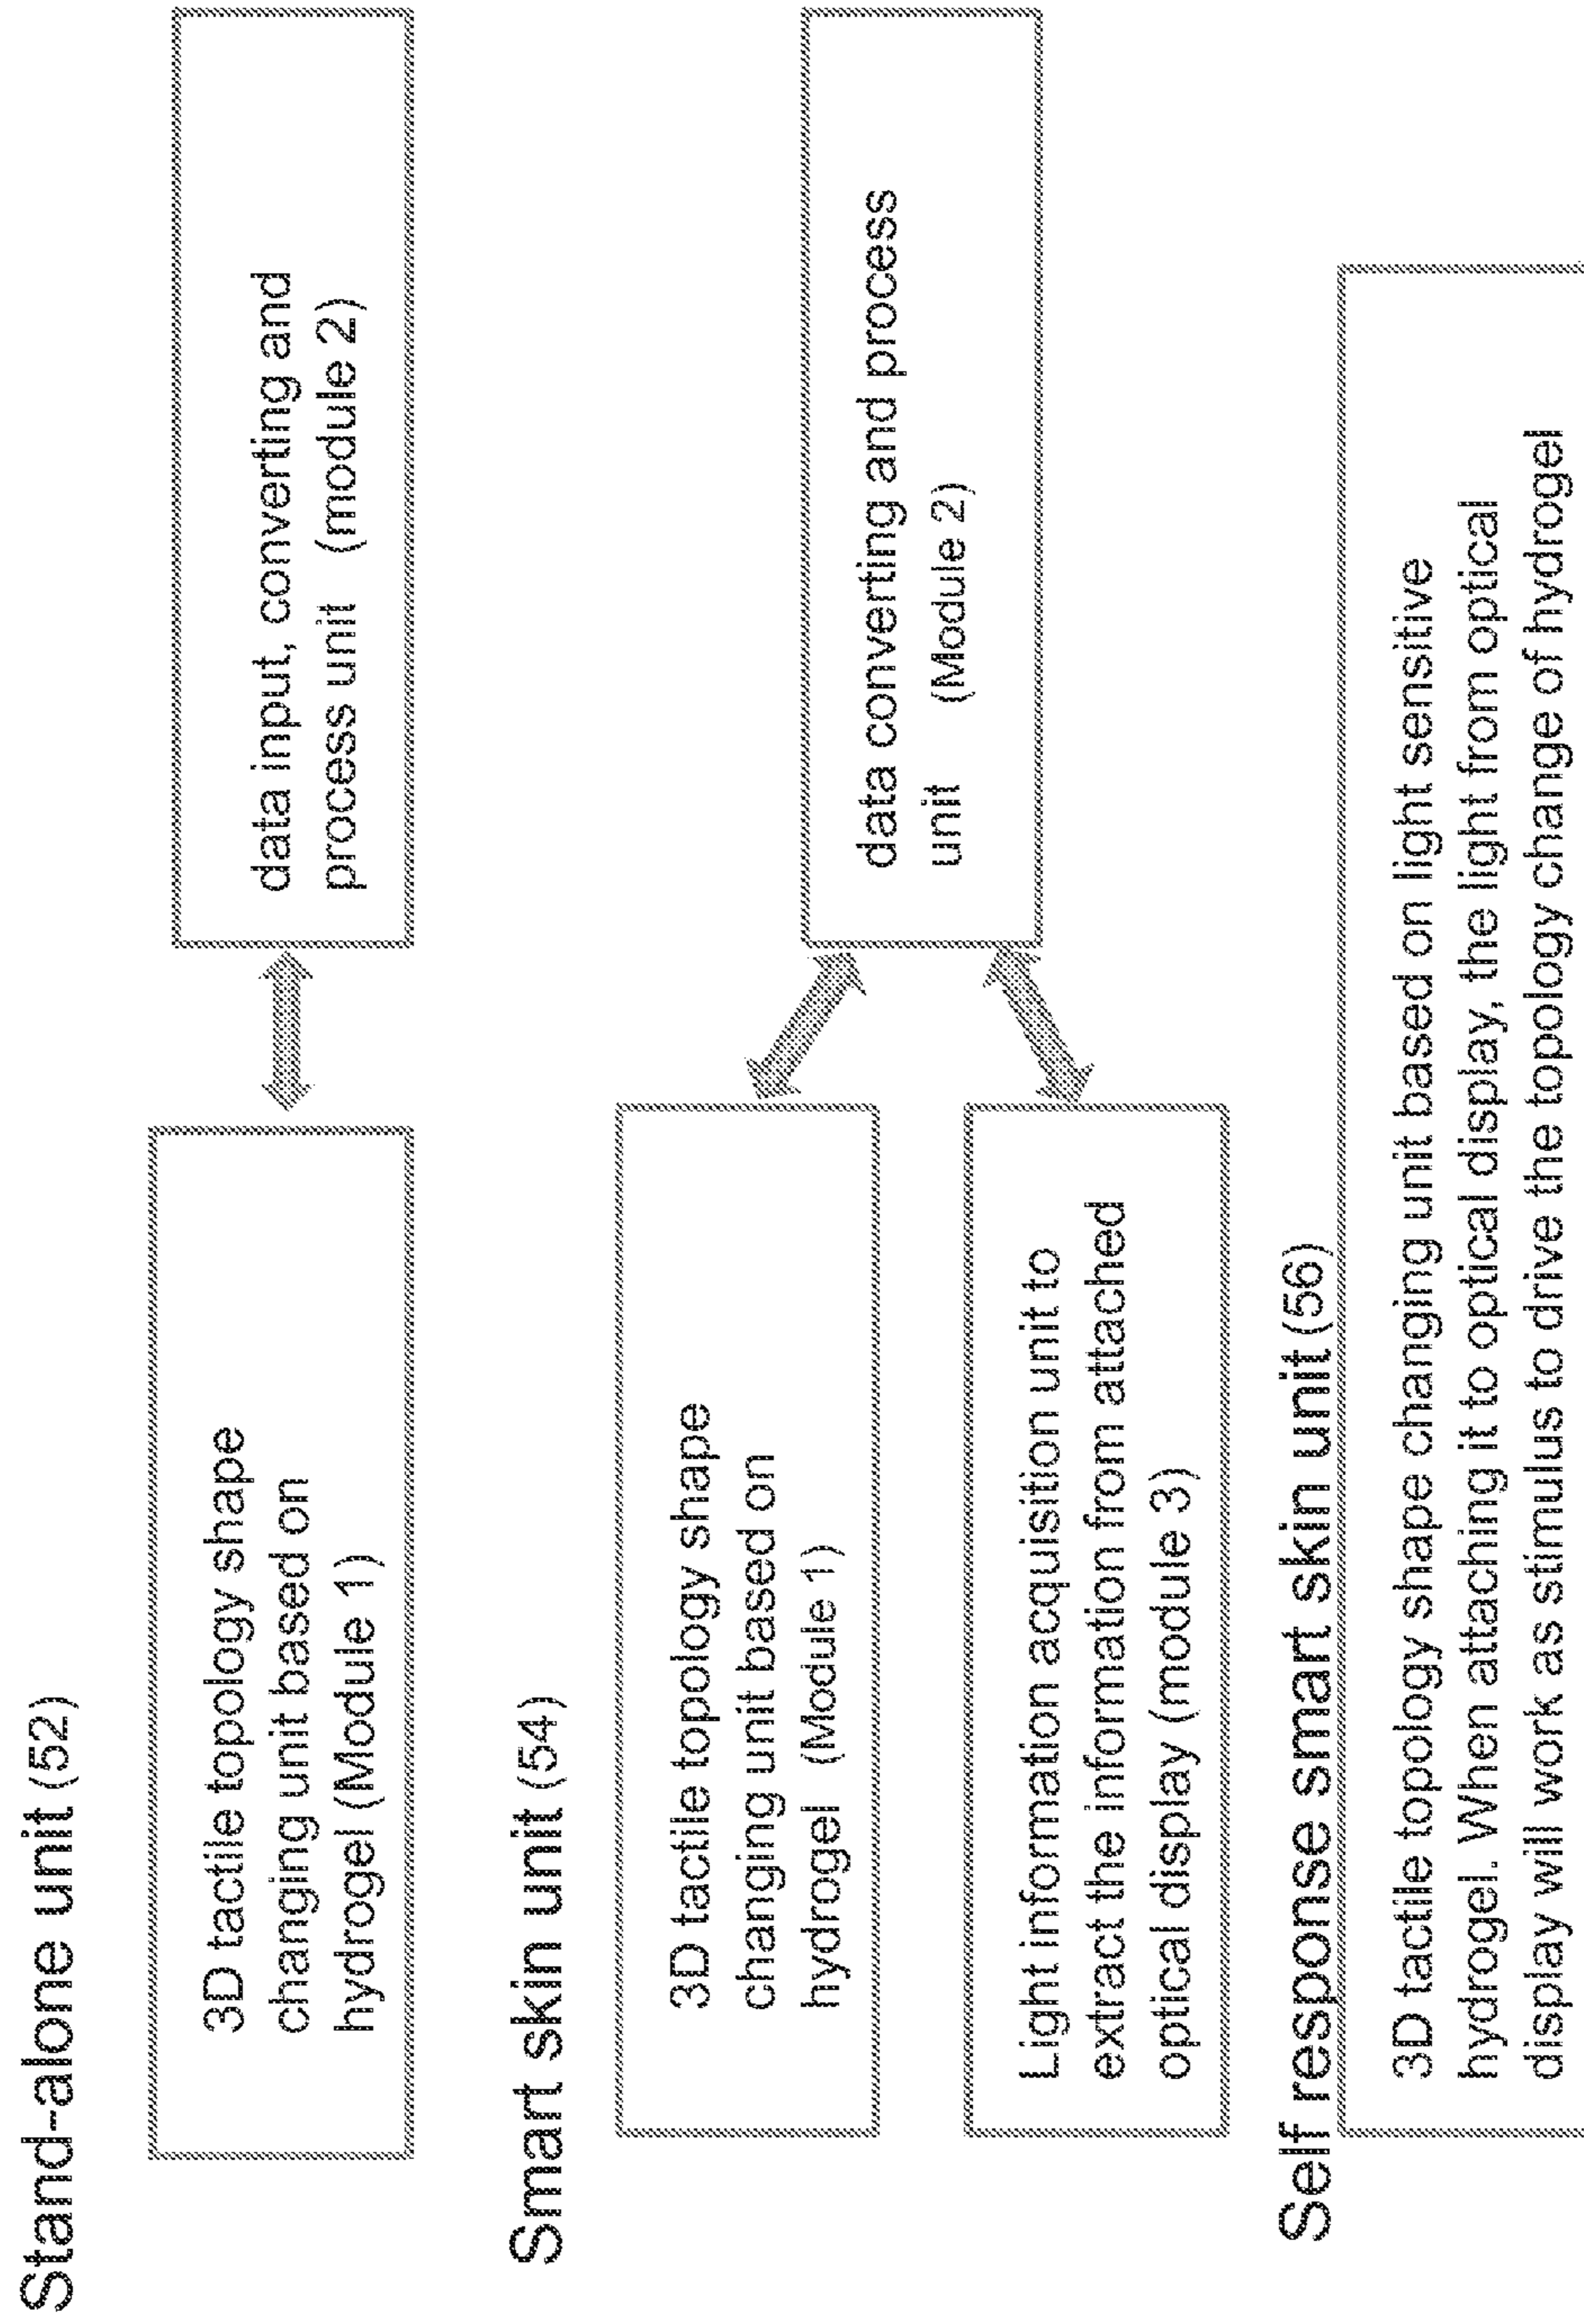 Stand-alone unit (52)
3D tactile topology shape
changing unit based on
hydrogel (Module 1)
data input, converting and
process unit (module 2)
Smart skin unit (54)
3D tactile topology shape
changing unit based on
hydrogel (Module 1)
Light information acquisition unit to
extract the information from attached
optical display (module 3)
data converting and process
unit (Module 2)
Self response smart skin unit (56)
3D tactile topology shape changing unit based on light sensitive
hydrogel. When attaching it to optical display, the light from optical
display will work as stimulus to drive the topology change of hydrogel